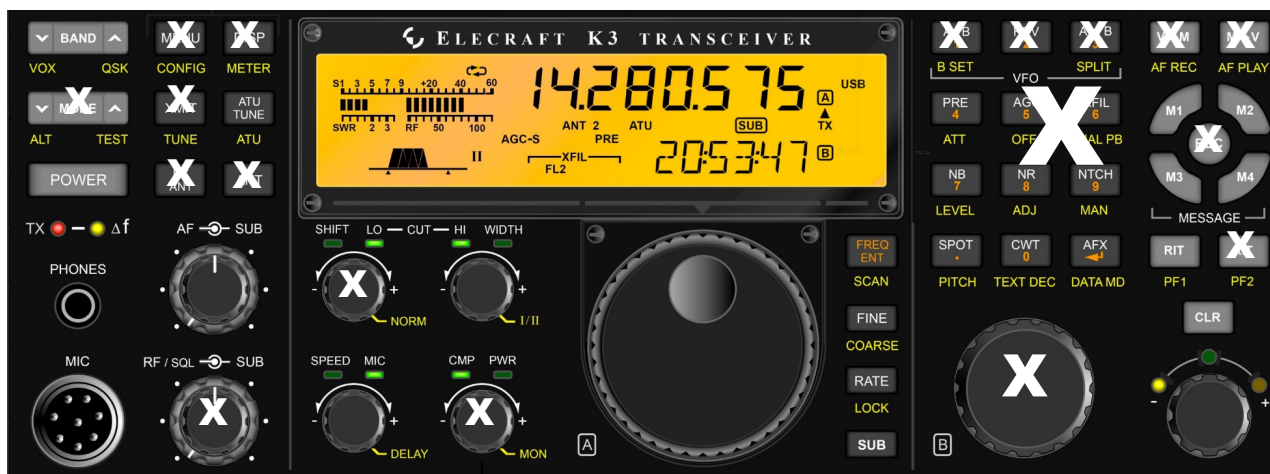 BAND
VOX QSK CONFIG METER
ATU TUNE
ALT TEST TUNE ATU
POWER
TX Δf
PHONES
MIC
AF SUB
RF / SQL SUB
ELECRAFT K3 TRANSCEIVER
S1 3 5 7 9 +20 40 60
SWR 2 3 RF 50 100
14.280.575
USB
A
TX
ANT 2 ATU SUB
AGC-S PRE
II XFIL
FL2
20:53:47
B
SHIFT LO CUT HI WIDTH
- + - +
NORM I/II
SPEED MIC CMP PWR
- + - +
DELAY MON
A
FREQ ENT
SCAN
FINE
COARSE
RATE
LOCK
SUB
B SET SPLIT
VFO
PRE 4 5 6
ATT
NB 7 NR 8 NTCH 9
LEVEL ADJ MAN
SPOT . CWT 0 AFX
PITCH TEXT DEC DATA MD
B
AF REC AF PLAY
M1 M2
M3 M4
MESSAGE
RIT
PF1 PF2
CLR
- +